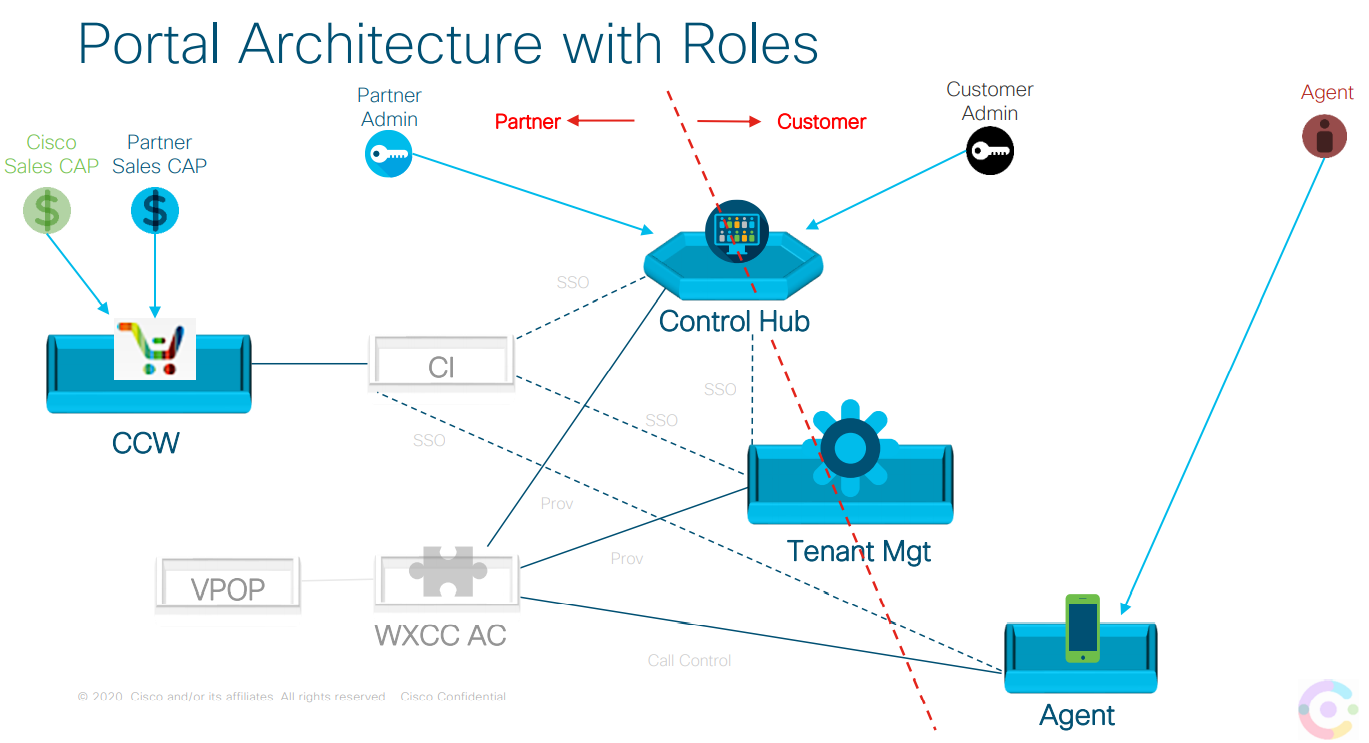 Portal Architecture with Roles
Partner
Admin
Customer
Admin
Agent
Partner
Customer
Cisco
Sales CAP
Partner
Sales CAP
$
$
SSO
Control Hub
CI
SSO
CCW
SSO
SSO
Prov
Tenant Mgt
Prov
VPOP
WXCC AC
Call Control
© 2020 Cisco and/or its affiliates. All rights reserved. Cisco Confidential
Agent